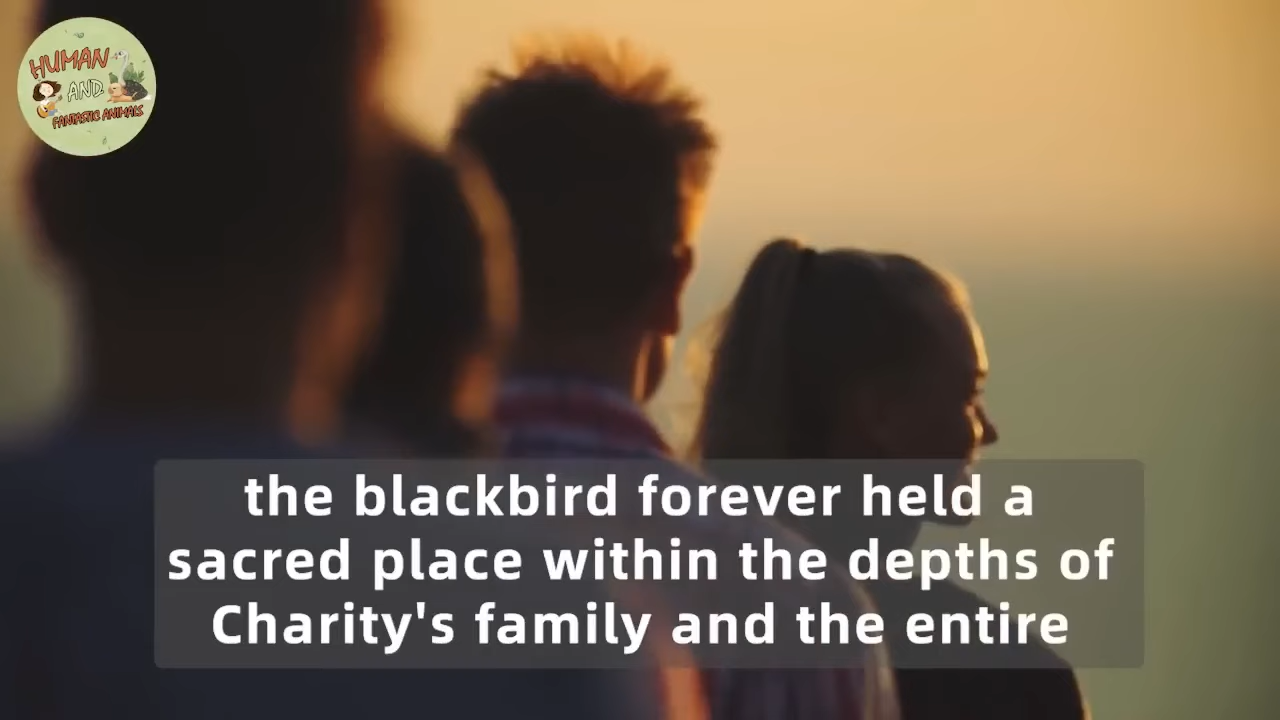 HUMAN
AND
FANTASTIC ANIMALS
the blackbird forever held a
sacred place within the depths of
Charity's family and the entire